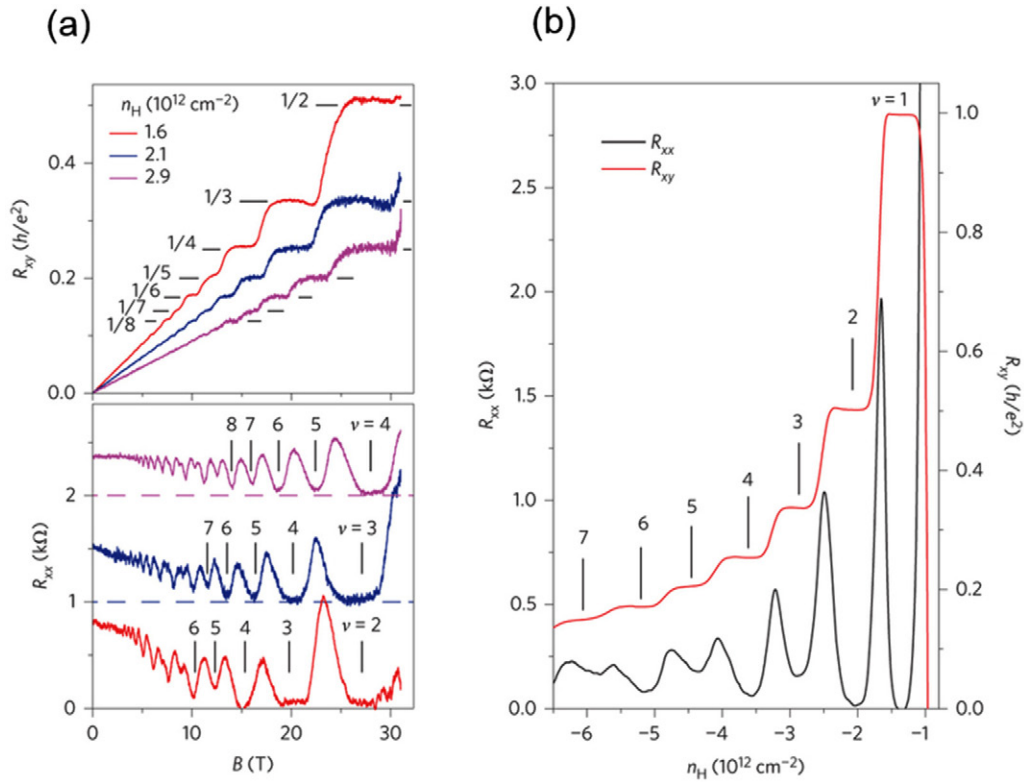 (a)
n_H (10^12 cm^−2)
1.6
2.1
2.9
1/2
1/3
1/4
1/5
1/6
1/7
1/8
0.4
0.2
0.0
R_xy (h/e^2)
8 7 6 5 ν = 4
7 6 5 4 ν = 3
6 5 4 3 ν = 2
2
1
0
R_xx (kΩ)
0 10 20 30
B (T)
(b)
R_xx
R_xy
ν = 1
2
3
4
5
6
7
3.0
2.5
2.0
1.5
1.0
0.5
0.0
R_xx (kΩ)
1.0
0.8
0.6
0.4
0.2
0.0
R_xy (h/e^2)
−6 −5 −4 −3 −2 −1
n_H (10^12 cm^−2)